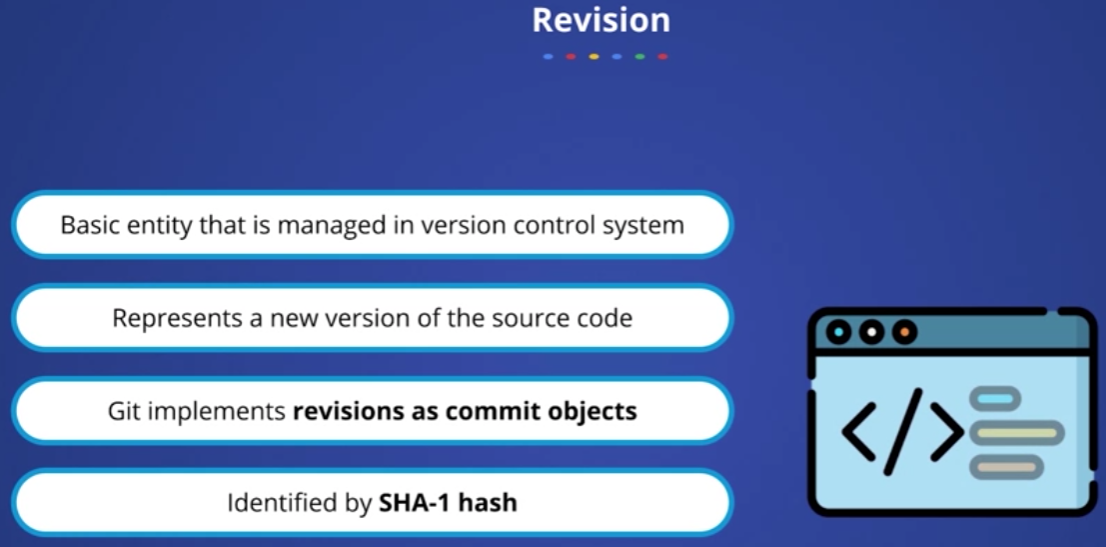 Revision
Basic entity that is managed in version control system
Represents a new version of the source code
Git implements revisions as commit objects
Identified by SHA-1 hash